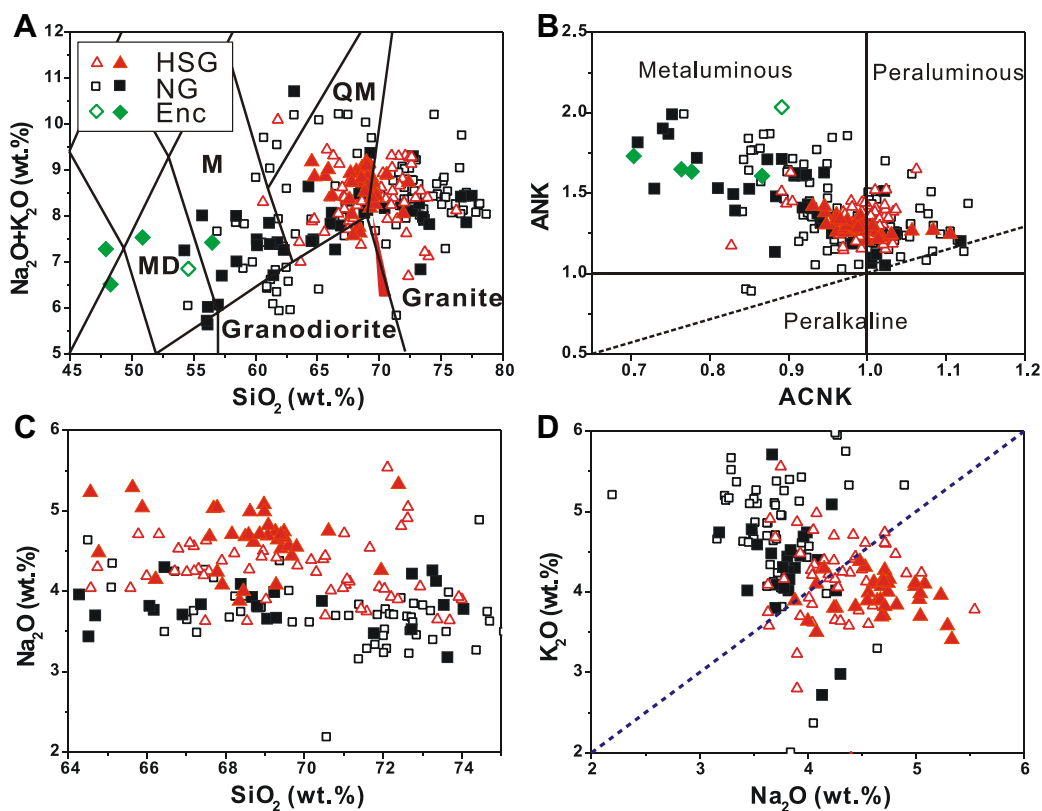 A
Na₂O+K₂O (wt.%)
12
11
10
9
8
7
6
5
HSG
NG
Enc
QM
M
MD
Granodiorite
Granite
45 50 55 60 65 70 75 80
SiO₂ (wt.%)
B
ANK
2.5
2.0
1.5
1.0
0.5
Metaluminous
Peraluminous
Peralkaline
0.7 0.8 0.9 1.0 1.1 1.2
ACNK
C
Na₂O (wt.%)
6
5
4
3
2
64 66 68 70 72 74
SiO₂ (wt.%)
D
K₂O (wt.%)
6
5
4
3
2
2 3 4 5 6
Na₂O (wt.%)